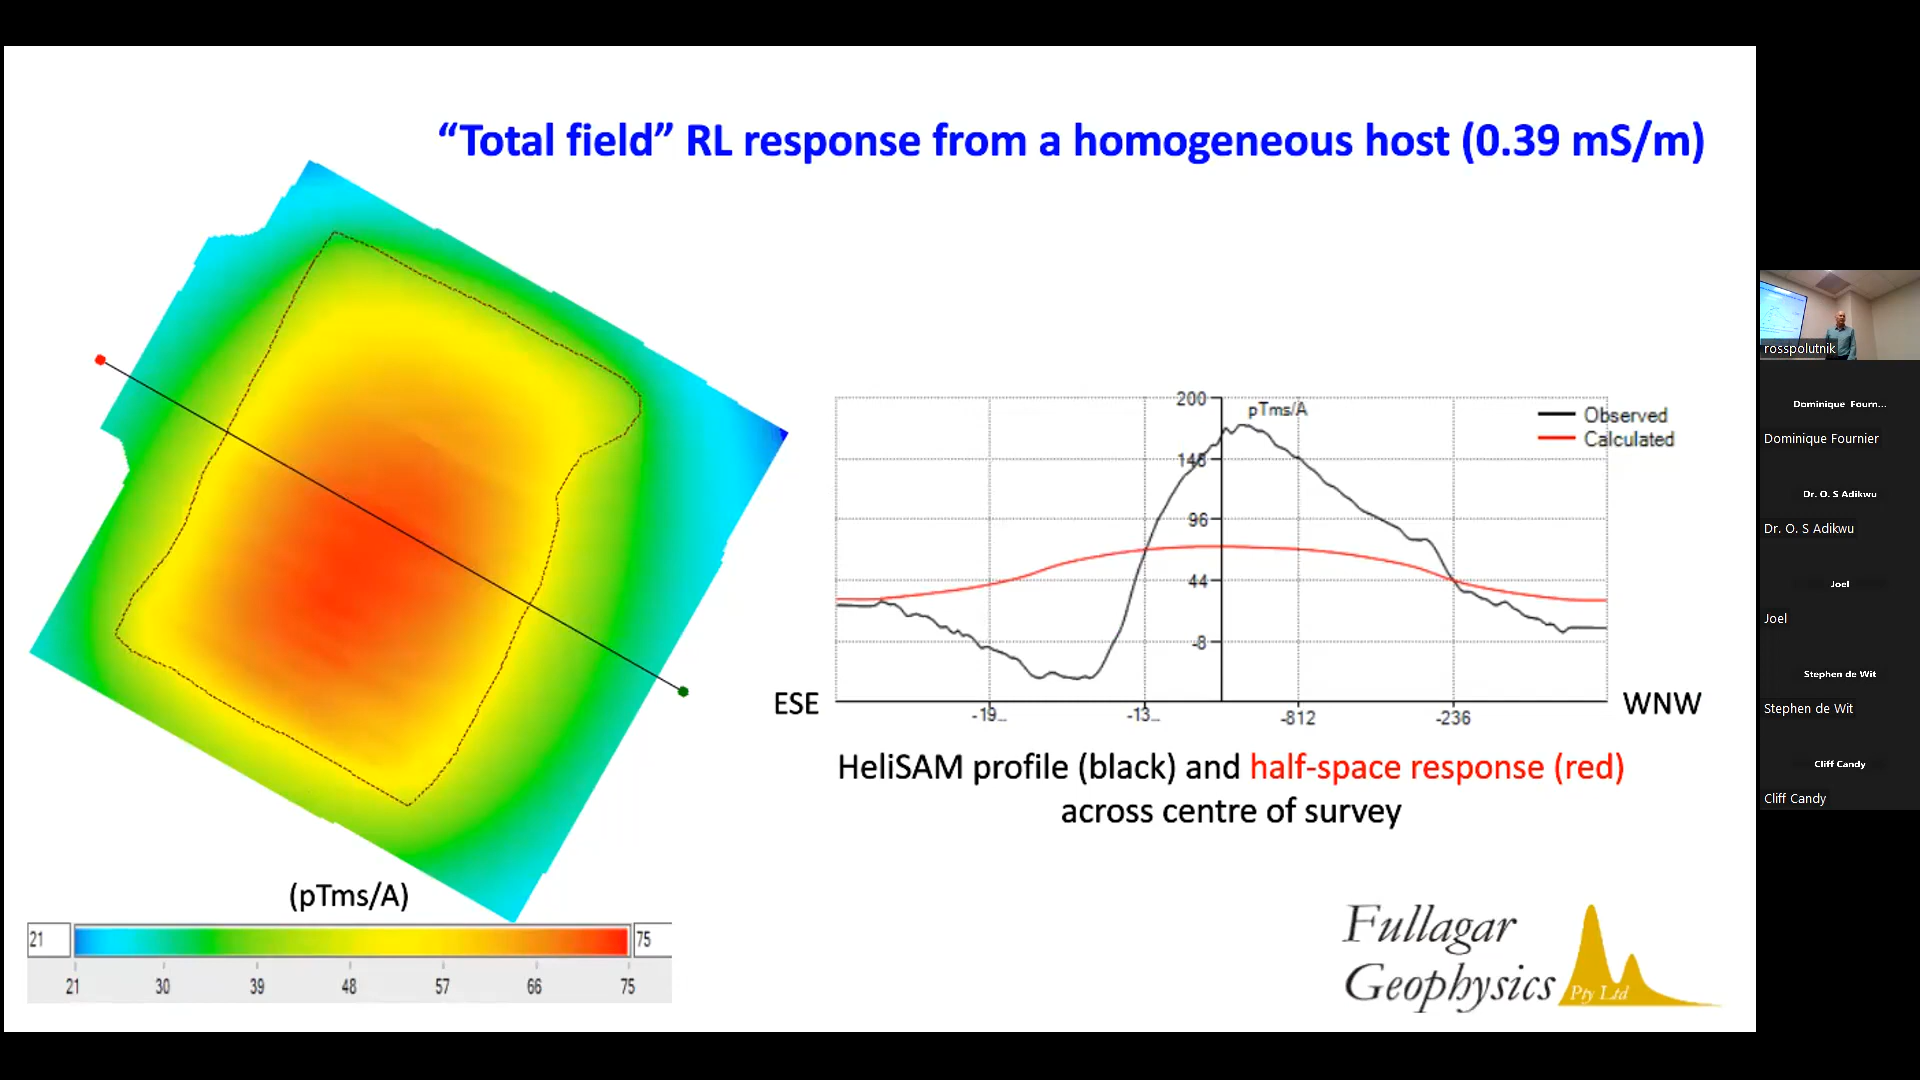 “Total field” RL response from a homogeneous host (0.39 mS/m)
200
pTms/A
148
96
44
-8
-19...
-13...
-812
-236
Observed
Calculated
ESE
WNW
HeliSAM profile (black) and half-space response (red)
across centre of survey
(pTms/A)
21
75
21
30
39
48
57
66
75
Fullagar
Geophysics
Pty Ltd
rosspolutnik
Dominique Fourn...
Dominique Fournier
Dr. O. S Adikwu
Dr. O. S Adikwu
Joel
Joel
Stephen de Wit
Stephen de Wit
Cliff Candy
Cliff Candy